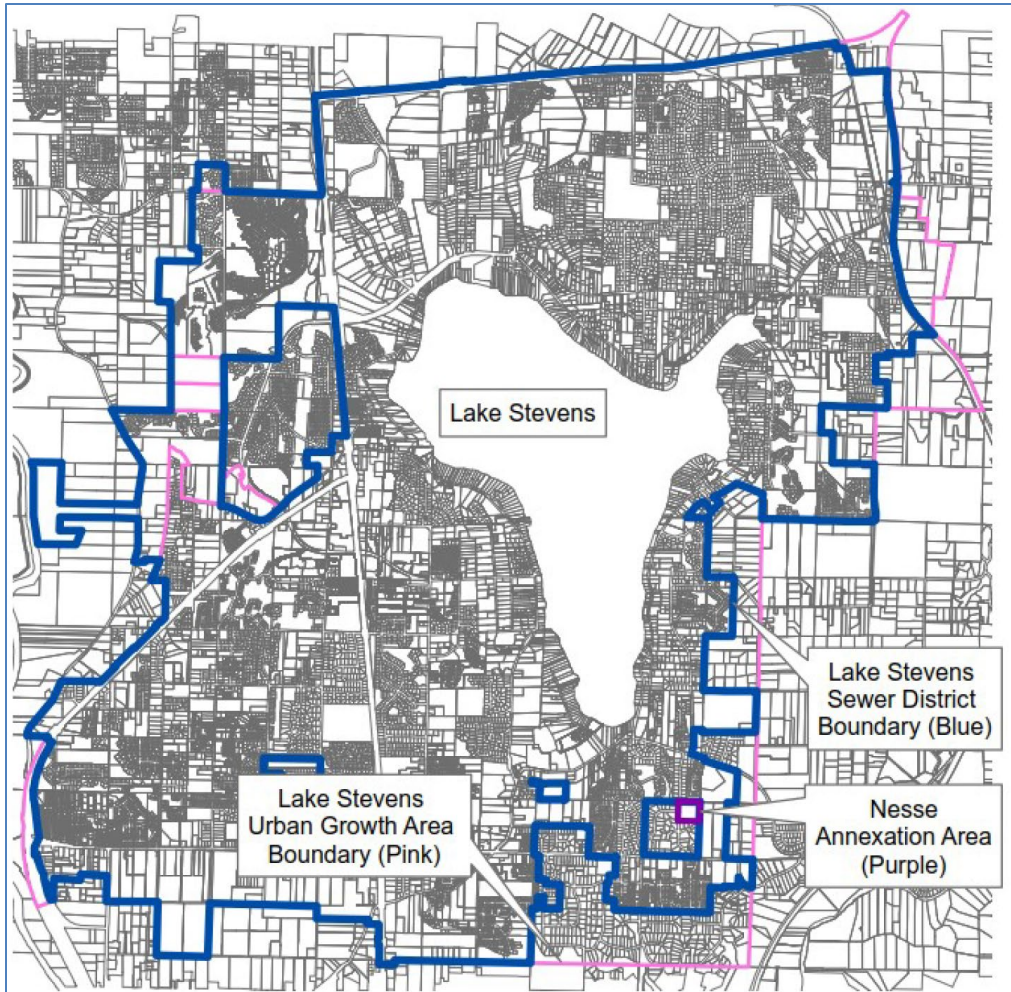 Lake Stevens
Lake Stevens
Sewer District
Boundary (Blue)
Lake Stevens
Urban Growth Area
Boundary (Pink)
Nesse
Annexation Area
(Purple)